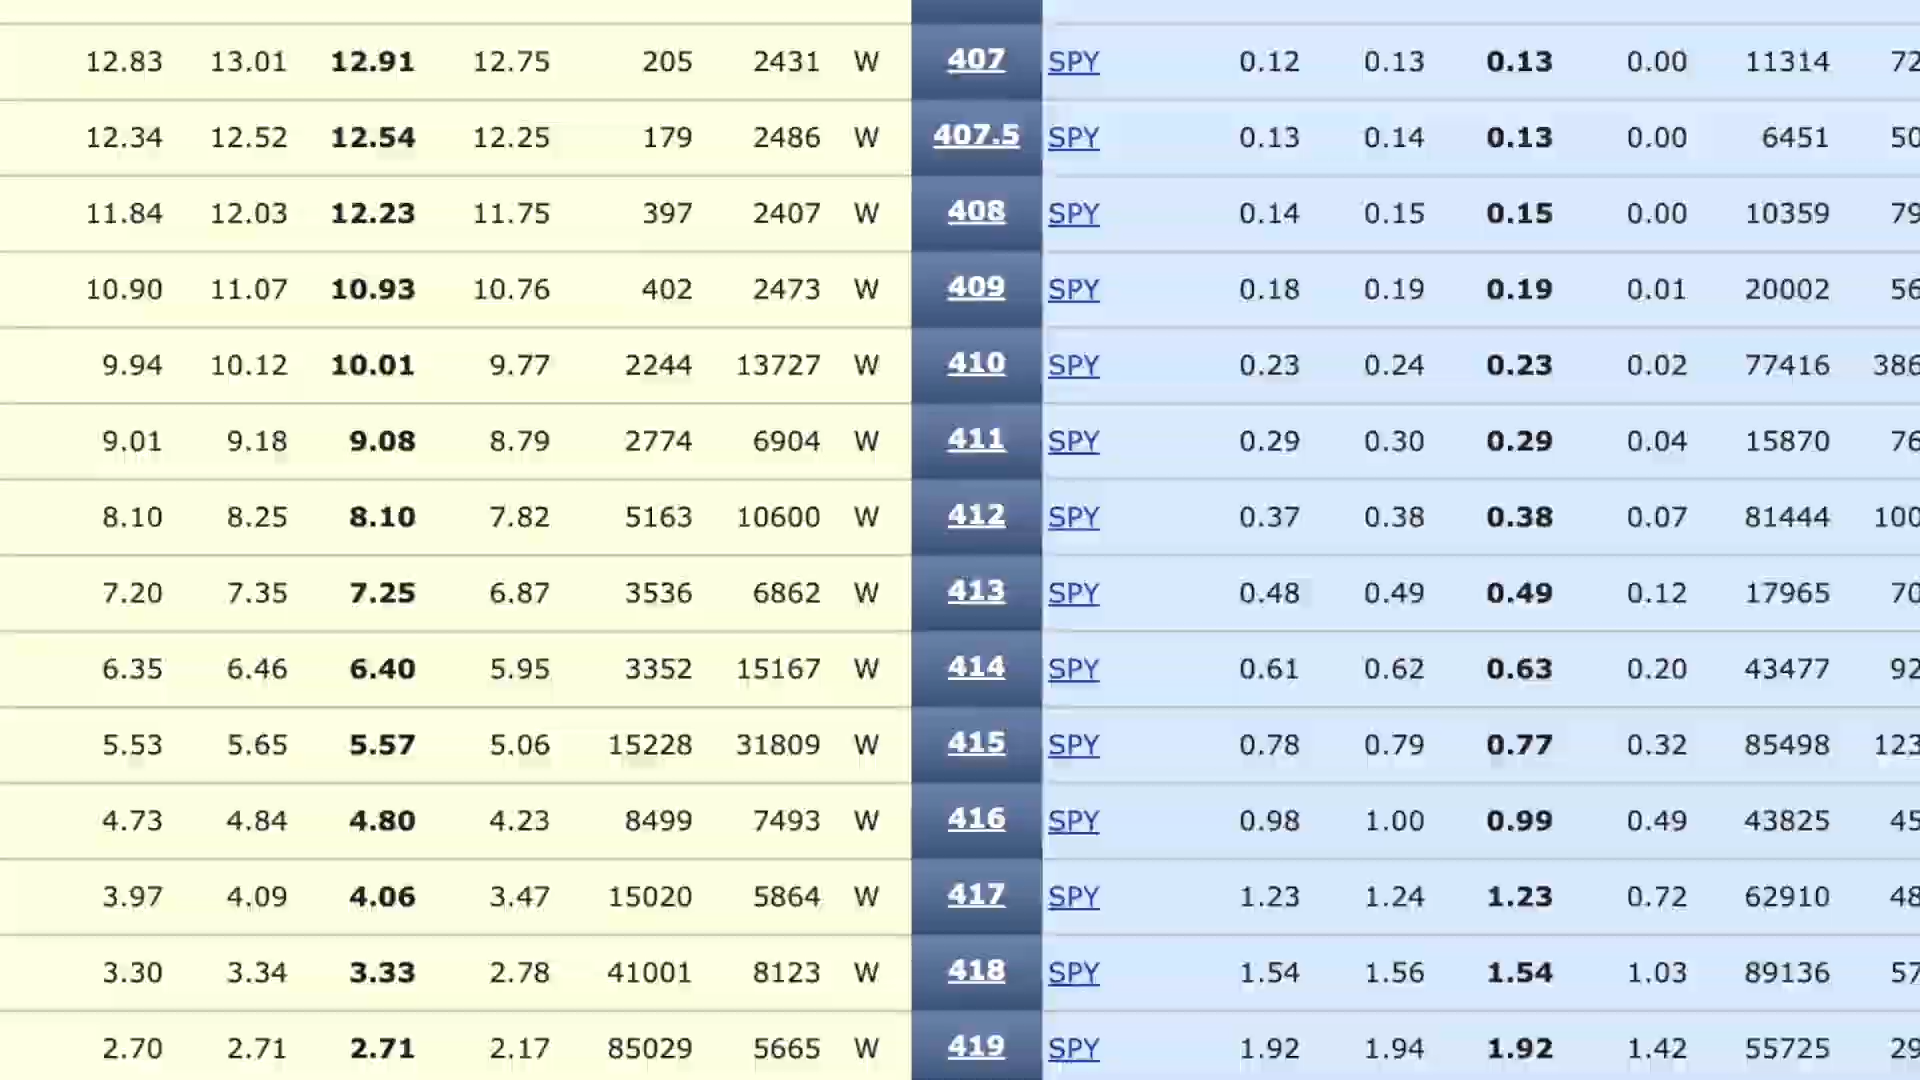 12.83 13.01 12.91 12.75 205 2431 W 407 SPY 0.12 0.13 0.13 0.00 11314 72
12.34 12.52 12.54 12.25 179 2486 W 407.5 SPY 0.13 0.14 0.13 0.00 6451 50
11.84 12.03 12.23 11.75 397 2407 W 408 SPY 0.14 0.15 0.15 0.00 10359 79
10.90 11.07 10.93 10.76 402 2473 W 409 SPY 0.18 0.19 0.19 0.01 20002 56
9.94 10.12 10.01 9.77 2244 13727 W 410 SPY 0.23 0.24 0.23 0.02 77416 386
9.01 9.18 9.08 8.79 2774 6904 W 411 SPY 0.29 0.30 0.29 0.04 15870 76
8.10 8.25 8.10 7.82 5163 10600 W 412 SPY 0.37 0.38 0.38 0.07 81444 100
7.20 7.35 7.25 6.87 3536 6862 W 413 SPY 0.48 0.49 0.49 0.12 17965 70
6.35 6.46 6.40 5.95 3352 15167 W 414 SPY 0.61 0.62 0.63 0.20 43477 92
5.53 5.65 5.57 5.06 15228 31809 W 415 SPY 0.78 0.79 0.77 0.32 85498 123
4.73 4.84 4.80 4.23 8499 7493 W 416 SPY 0.98 1.00 0.99 0.49 43825 45
3.97 4.09 4.06 3.47 15020 5864 W 417 SPY 1.23 1.24 1.23 0.72 62910 48
3.30 3.34 3.33 2.78 41001 8123 W 418 SPY 1.54 1.56 1.54 1.03 89136 57
2.70 2.71 2.71 2.17 85029 5665 W 419 SPY 1.92 1.94 1.92 1.42 55725 29